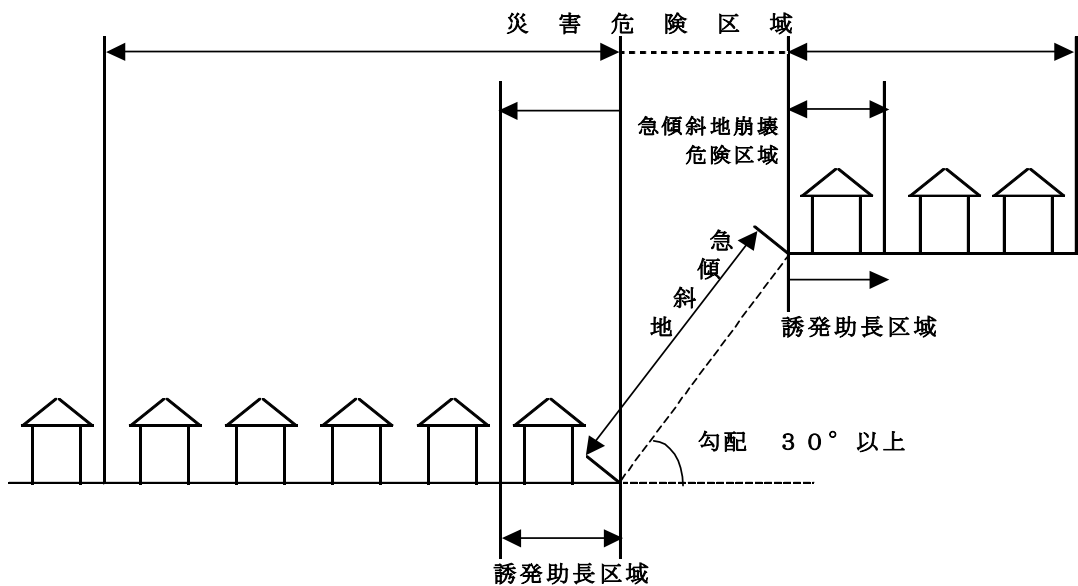 災害危険区域
急傾斜地崩壊
危険区域
急傾斜地
誘発助長区域
勾配　３０°以上
誘発助長区域